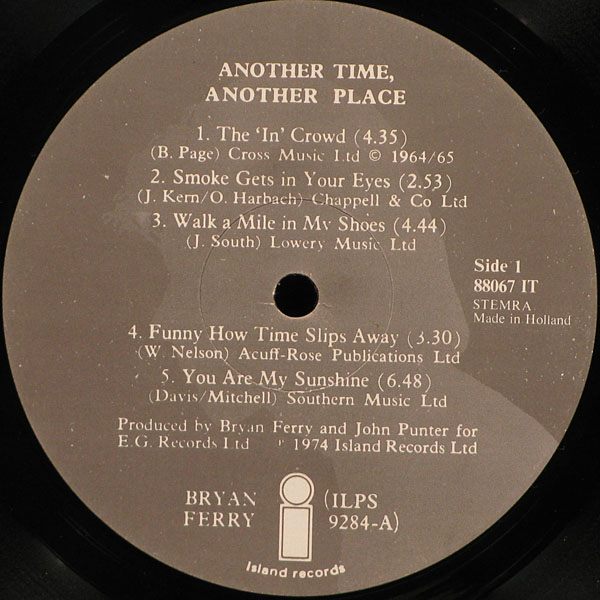 ANOTHER TIME,
ANOTHER PLACE
1. The 'In' Crowd (4.35)
(B. Page) Cross Music Ltd © 1964/65
2. Smoke Gets in Your Eyes (2.53)
(J. Kern/O. Harbach) Chappell & Co Ltd
3. Walk a Mile in My Shoes (4.44)
(J. South) Lowery Music Ltd
Side 1
88067 IT
STEMRA
Made in Holland
4. Funny How Time Slips Away (3.30)
(W. Nelson) Acuff-Rose Publications Ltd
5. You Are My Sunshine (6.48)
(Davis/Mitchell) Southern Music Ltd
Produced by Bryan Ferry and John Punter for
E.G. Records Ltd ℗ 1974 Island Records Ltd
BRYAN
FERRY
i
(ILPS
9284-A)
Island records